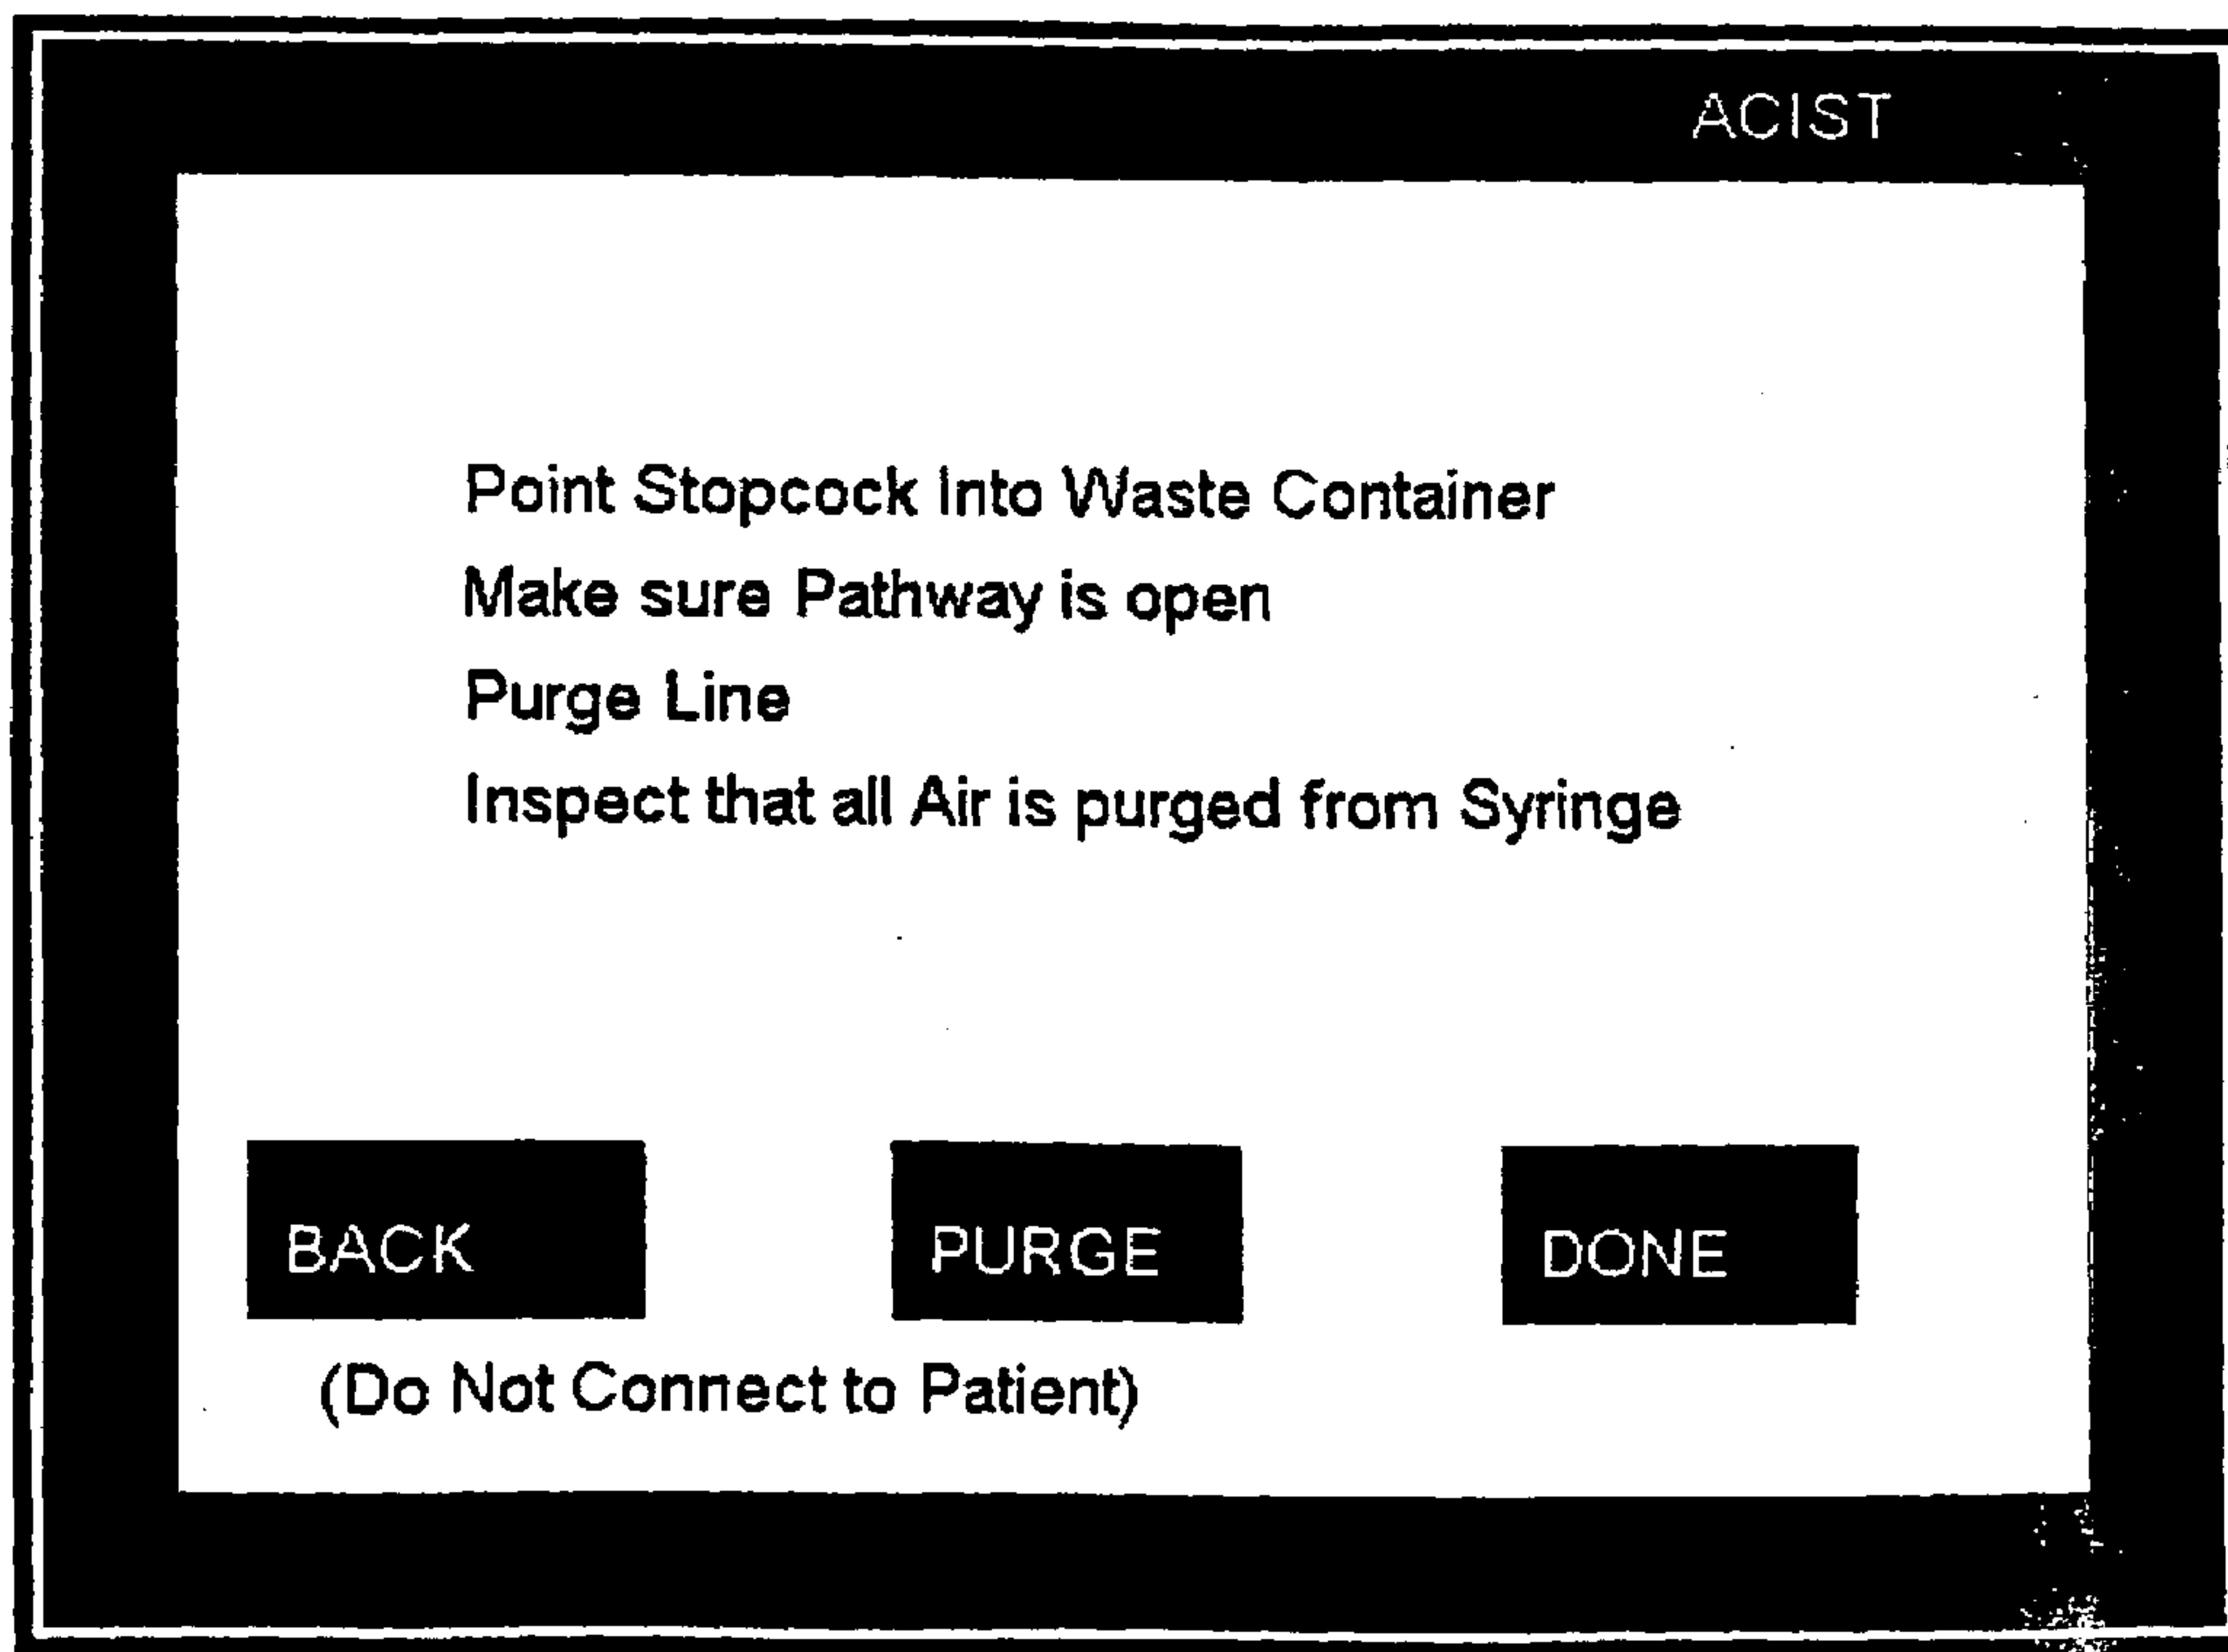 ACIST
Point Stopcock Into Waste Container
Make sure Pathway is open
Purge Line
Inspect that all Air is purged from Syringe
BACK PURGE DONE
(Do Not Connect to Patient)